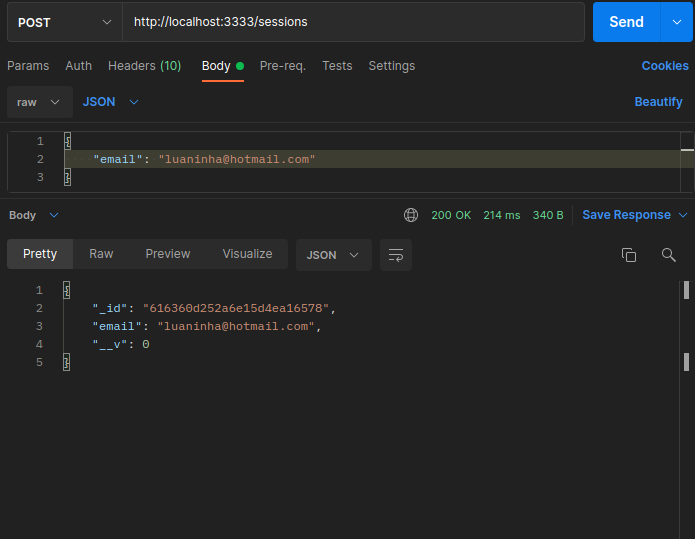 POST http://localhost:3333/sessions Send
Params Auth Headers (10) Body Pre-req. Tests Settings Cookies
raw JSON Beautify
1 {
2 "email": "luaninha@hotmail.com"
3 }
Body 200 OK 214 ms 340 B Save Response
Pretty Raw Preview Visualize JSON
1 {
2 "_id": "616360d252a6e15d4ea16578",
3 "email": "luaninha@hotmail.com",
4 "__v": 0
5 }